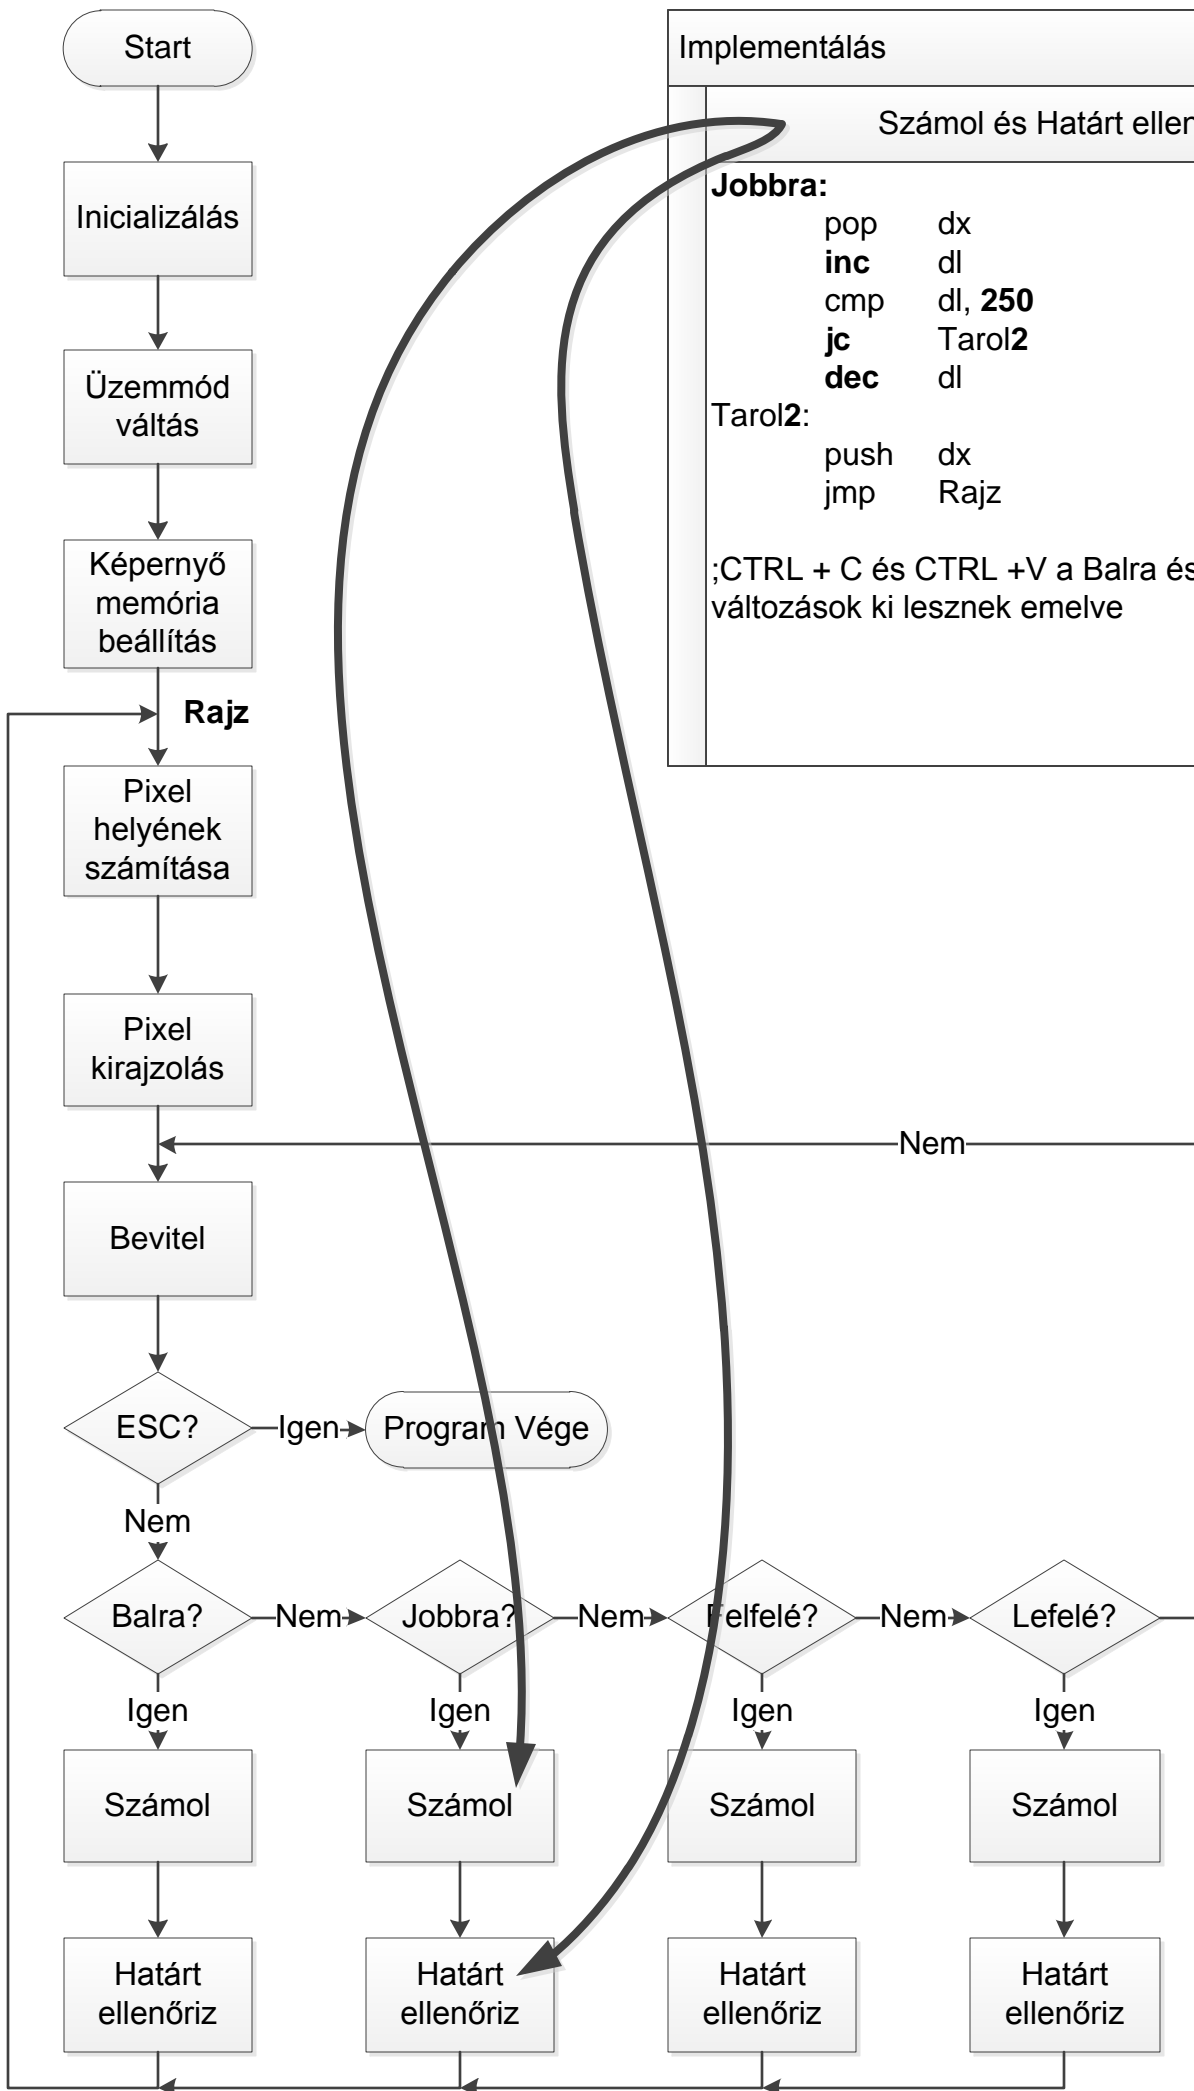 Start
Implementálás
Számol és Határt
Jobbra:
pop dx
inc dl
cmp dl, 250
jc Tarol2
dec dl
Tarol2:
push dx
jmp Rajz
;CTRL + C és CTRL +V a Balra és
változások ki lesznek emelve
Inicializálás
Üzemmód
váltás
Képernyő
memória
beállítás
Rajz
Pixel
helyének
számítása
Pixel
kirajzolás
Nem
Bevitel
ESC?
Igen
Program Vége
Nem
Balra?
Nem
Jobbra?
Nem
Felfelé?
Nem
Lefelé?
Igen
Igen
Igen
Igen
Számol
Számol
Számol
Számol
Határt
ellenőriz
Határt
ellenőriz
Határt
ellenőriz
Határt
ellenőriz